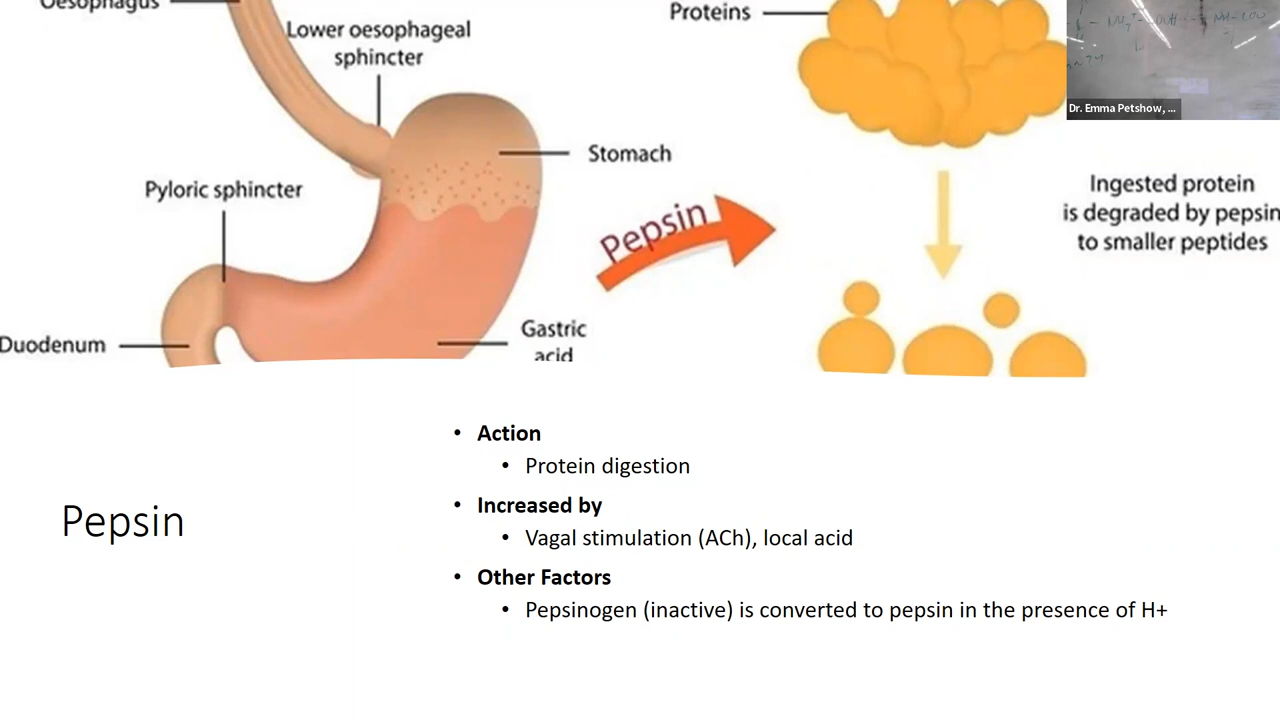 Oesophagus
Lower oesophageal
sphincter
Stomach
Pyloric sphincter
Duodenum
Gastric
acid
Pepsin
Proteins
Ingested protein
is degraded by pepsin
to smaller peptides
Dr. Emma Petshow, ...
Pepsin
• Action
• Protein digestion
• Increased by
• Vagal stimulation (ACh), local acid
• Other Factors
• Pepsinogen (inactive) is converted to pepsin in the presence of H+